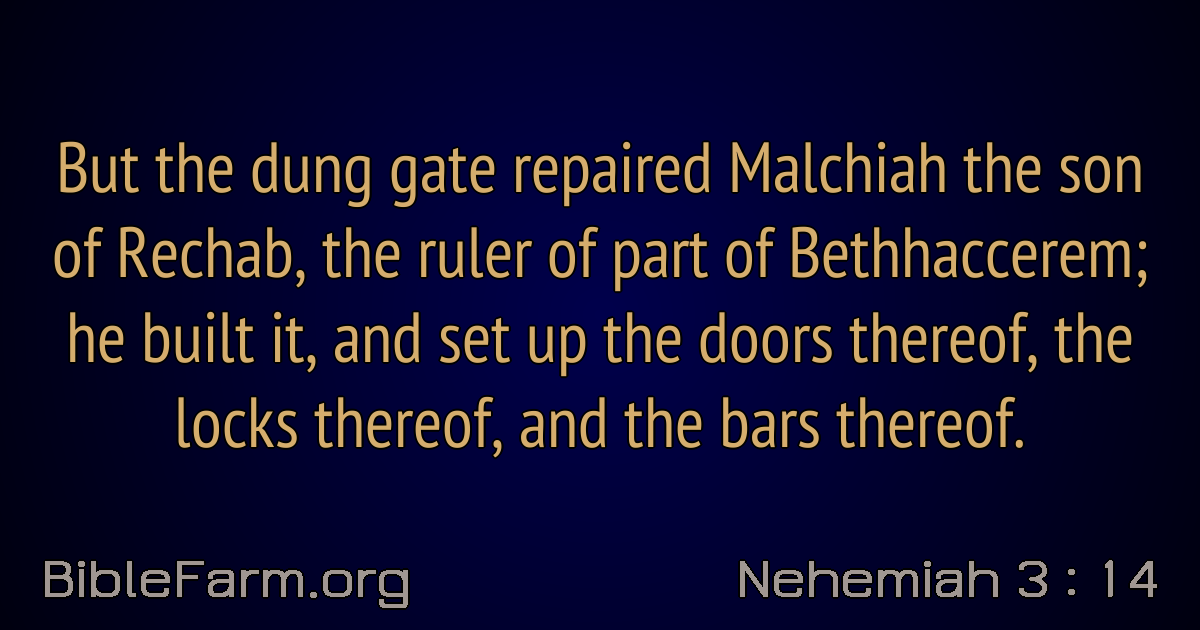 But the dung gate repaired Malchiah the son
of Rechab, the ruler of part of Bethhaccerem;
he built it, and set up the doors thereof, the
locks thereof, and the bars thereof.
BibleFarm.org
Nehemiah 3 : 14